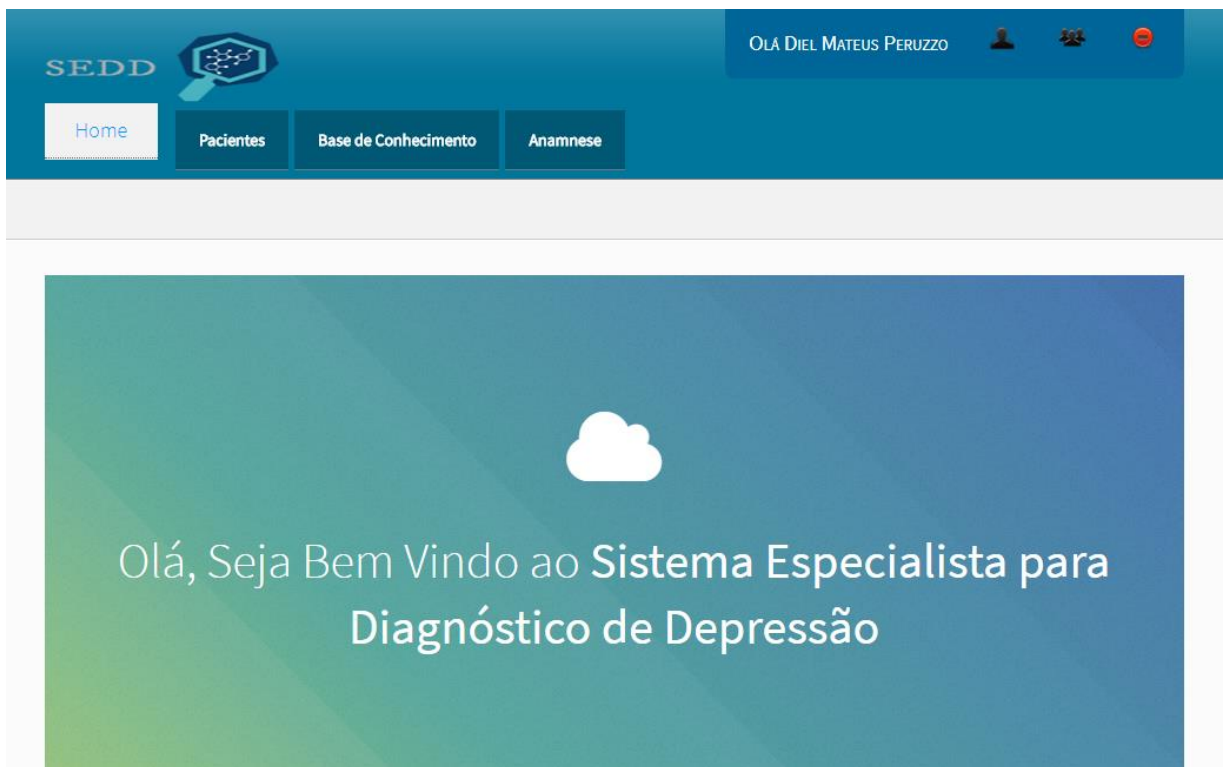 SEDD
OLÁ DIEL MATEUS PERUZZO
Home
Pacientes
Base de Conhecimento
Anamnese
Olá, Seja Bem Vindo ao Sistema Especialista para
Diagnóstico de Depressão